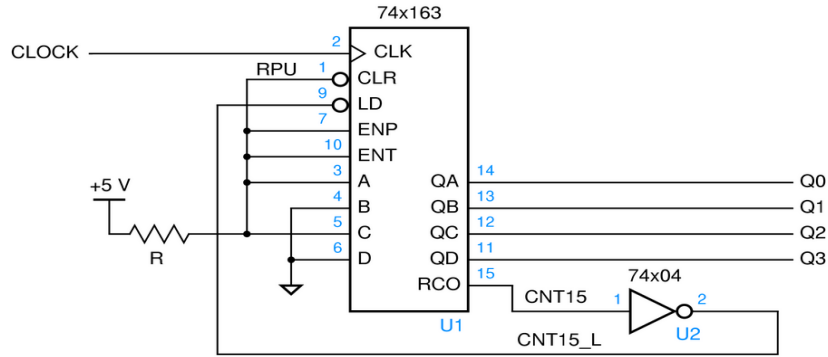 74x163
CLOCK 2 CLK
RPU 1 CLR
9 LD
7 ENP
10 ENT
3 A QA 14 Q0
+5 V 4 B QB 13 Q1
5 C QC 12 Q2
R 6 D QD 11 Q3
RCO 15 74x04
CNT15 1 2
U1 U2
CNT15_L